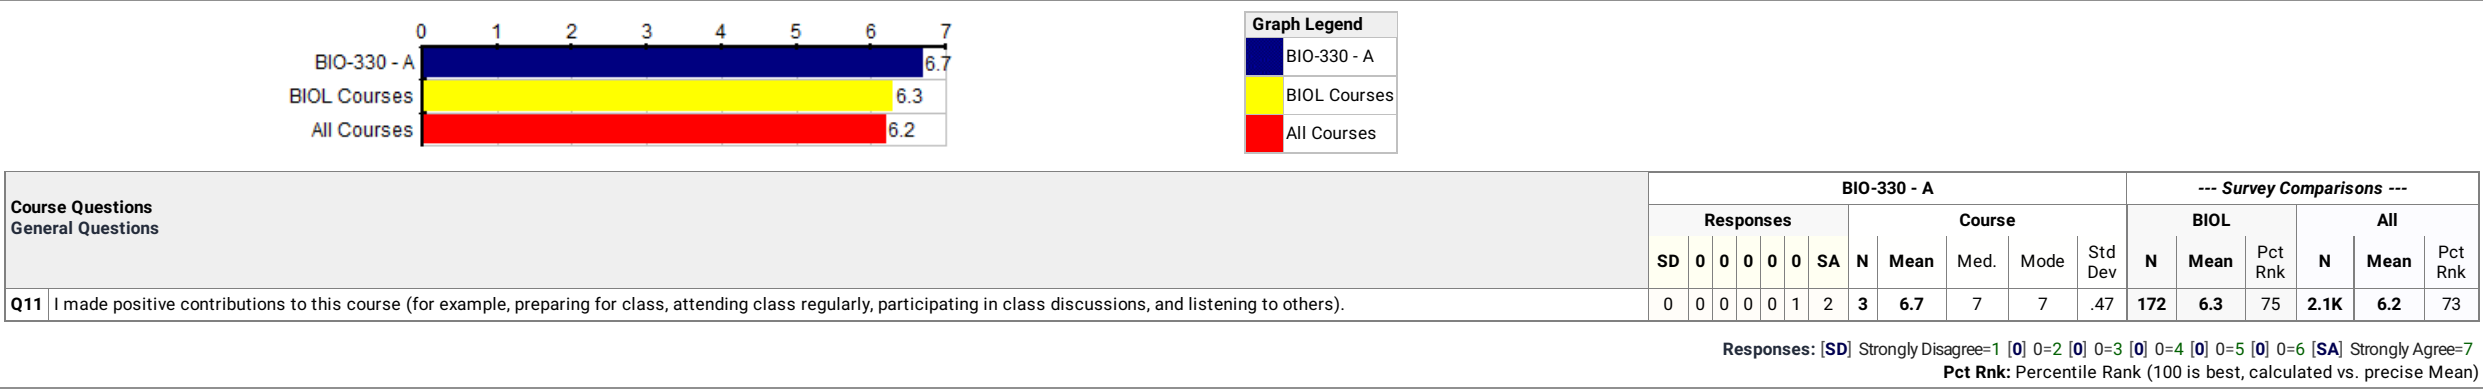 0 1 2 3 4 5 6 7
BIO-330 - A 6.7
BIOL Courses 6.3
All Courses 6.2
Graph Legend
BIO-330 - A
BIOL Courses
All Courses
Course Questions
General Questions
BIO-330 - A --- Survey Comparisons ---
Responses Course BIOL All
SD 0 0 0 0 0 SA N Mean Med. Mode Std Dev N Mean Pct Rnk N Mean Pct Rnk
Q11 I made positive contributions to this course (for example, preparing for class, attending class regularly, participating in class discussions, and listening to others). 0 0 0 0 0 1 2 3 6.7 7 7 .47 172 6.3 75 2.1K 6.2 73
Responses: [SD] Strongly Disagree=1 [0] 0=2 [0] 0=3 [0] 0=4 [0] 0=5 [0] 0=6 [SA] Strongly Agree=7
Pct Rnk: Percentile Rank (100 is best, calculated vs. precise Mean)